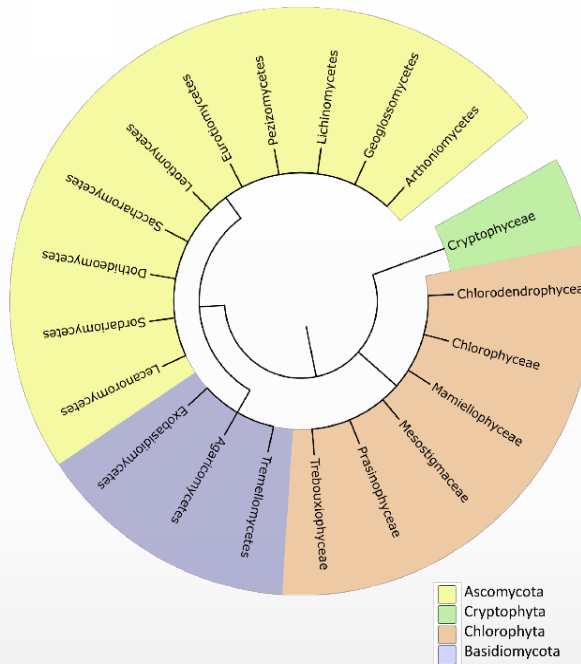 Arthoniomycetes
Geoglossomycetes
Lichinomycetes
Pezizomycetes
Eurotiomycetes
Leotiomycetes
Saccharomycetes
Dothideomycetes
Sordariomycetes
Lecanoromycetes
Exobasidiomycetes
Agaricomycetes
Tremellomycetes
Trebouxiophyceae
Prasinophyceae
Mesostigmaceae
Mamiellophyceae
Chlorophyceae
Chlorodendrophyceae
Cryptophyceae
Ascomycota
Cryptophyta
Chlorophyta
Basidiomycota